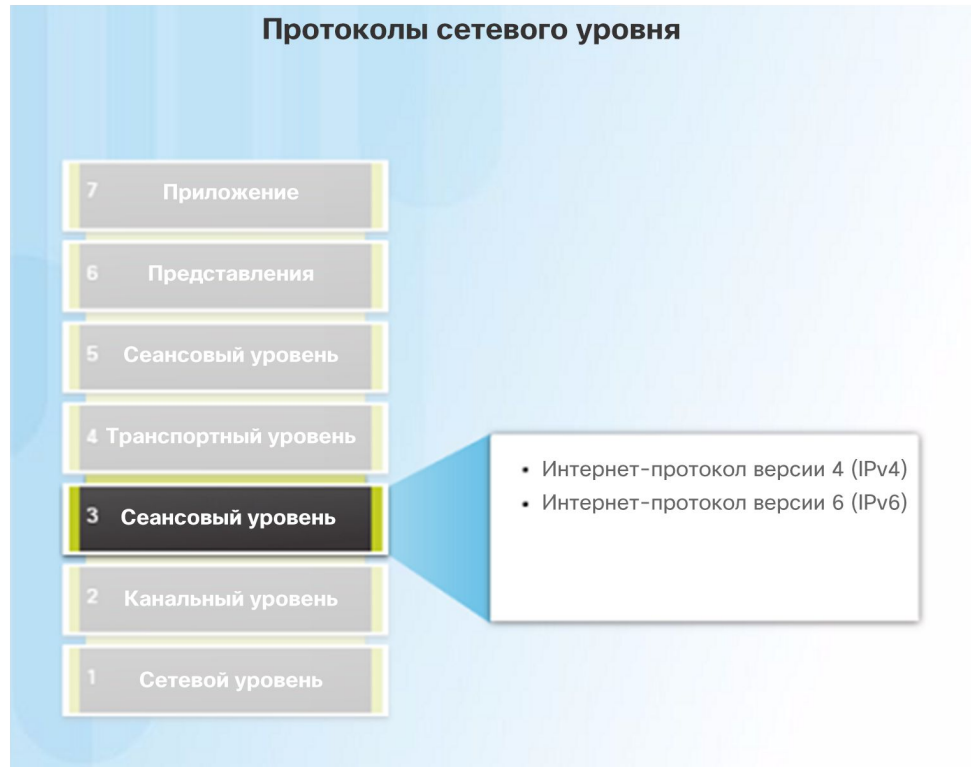 Протоколы сетевого уровня
7 Приложение
6 Представления
5 Сеансовый уровень
4 Транспортный уровень
3 Сеансовый уровень
2 Канальный уровень
1 Сетевой уровень
• Интернет-протокол версии 4 (IPv4)
• Интернет-протокол версии 6 (IPv6)